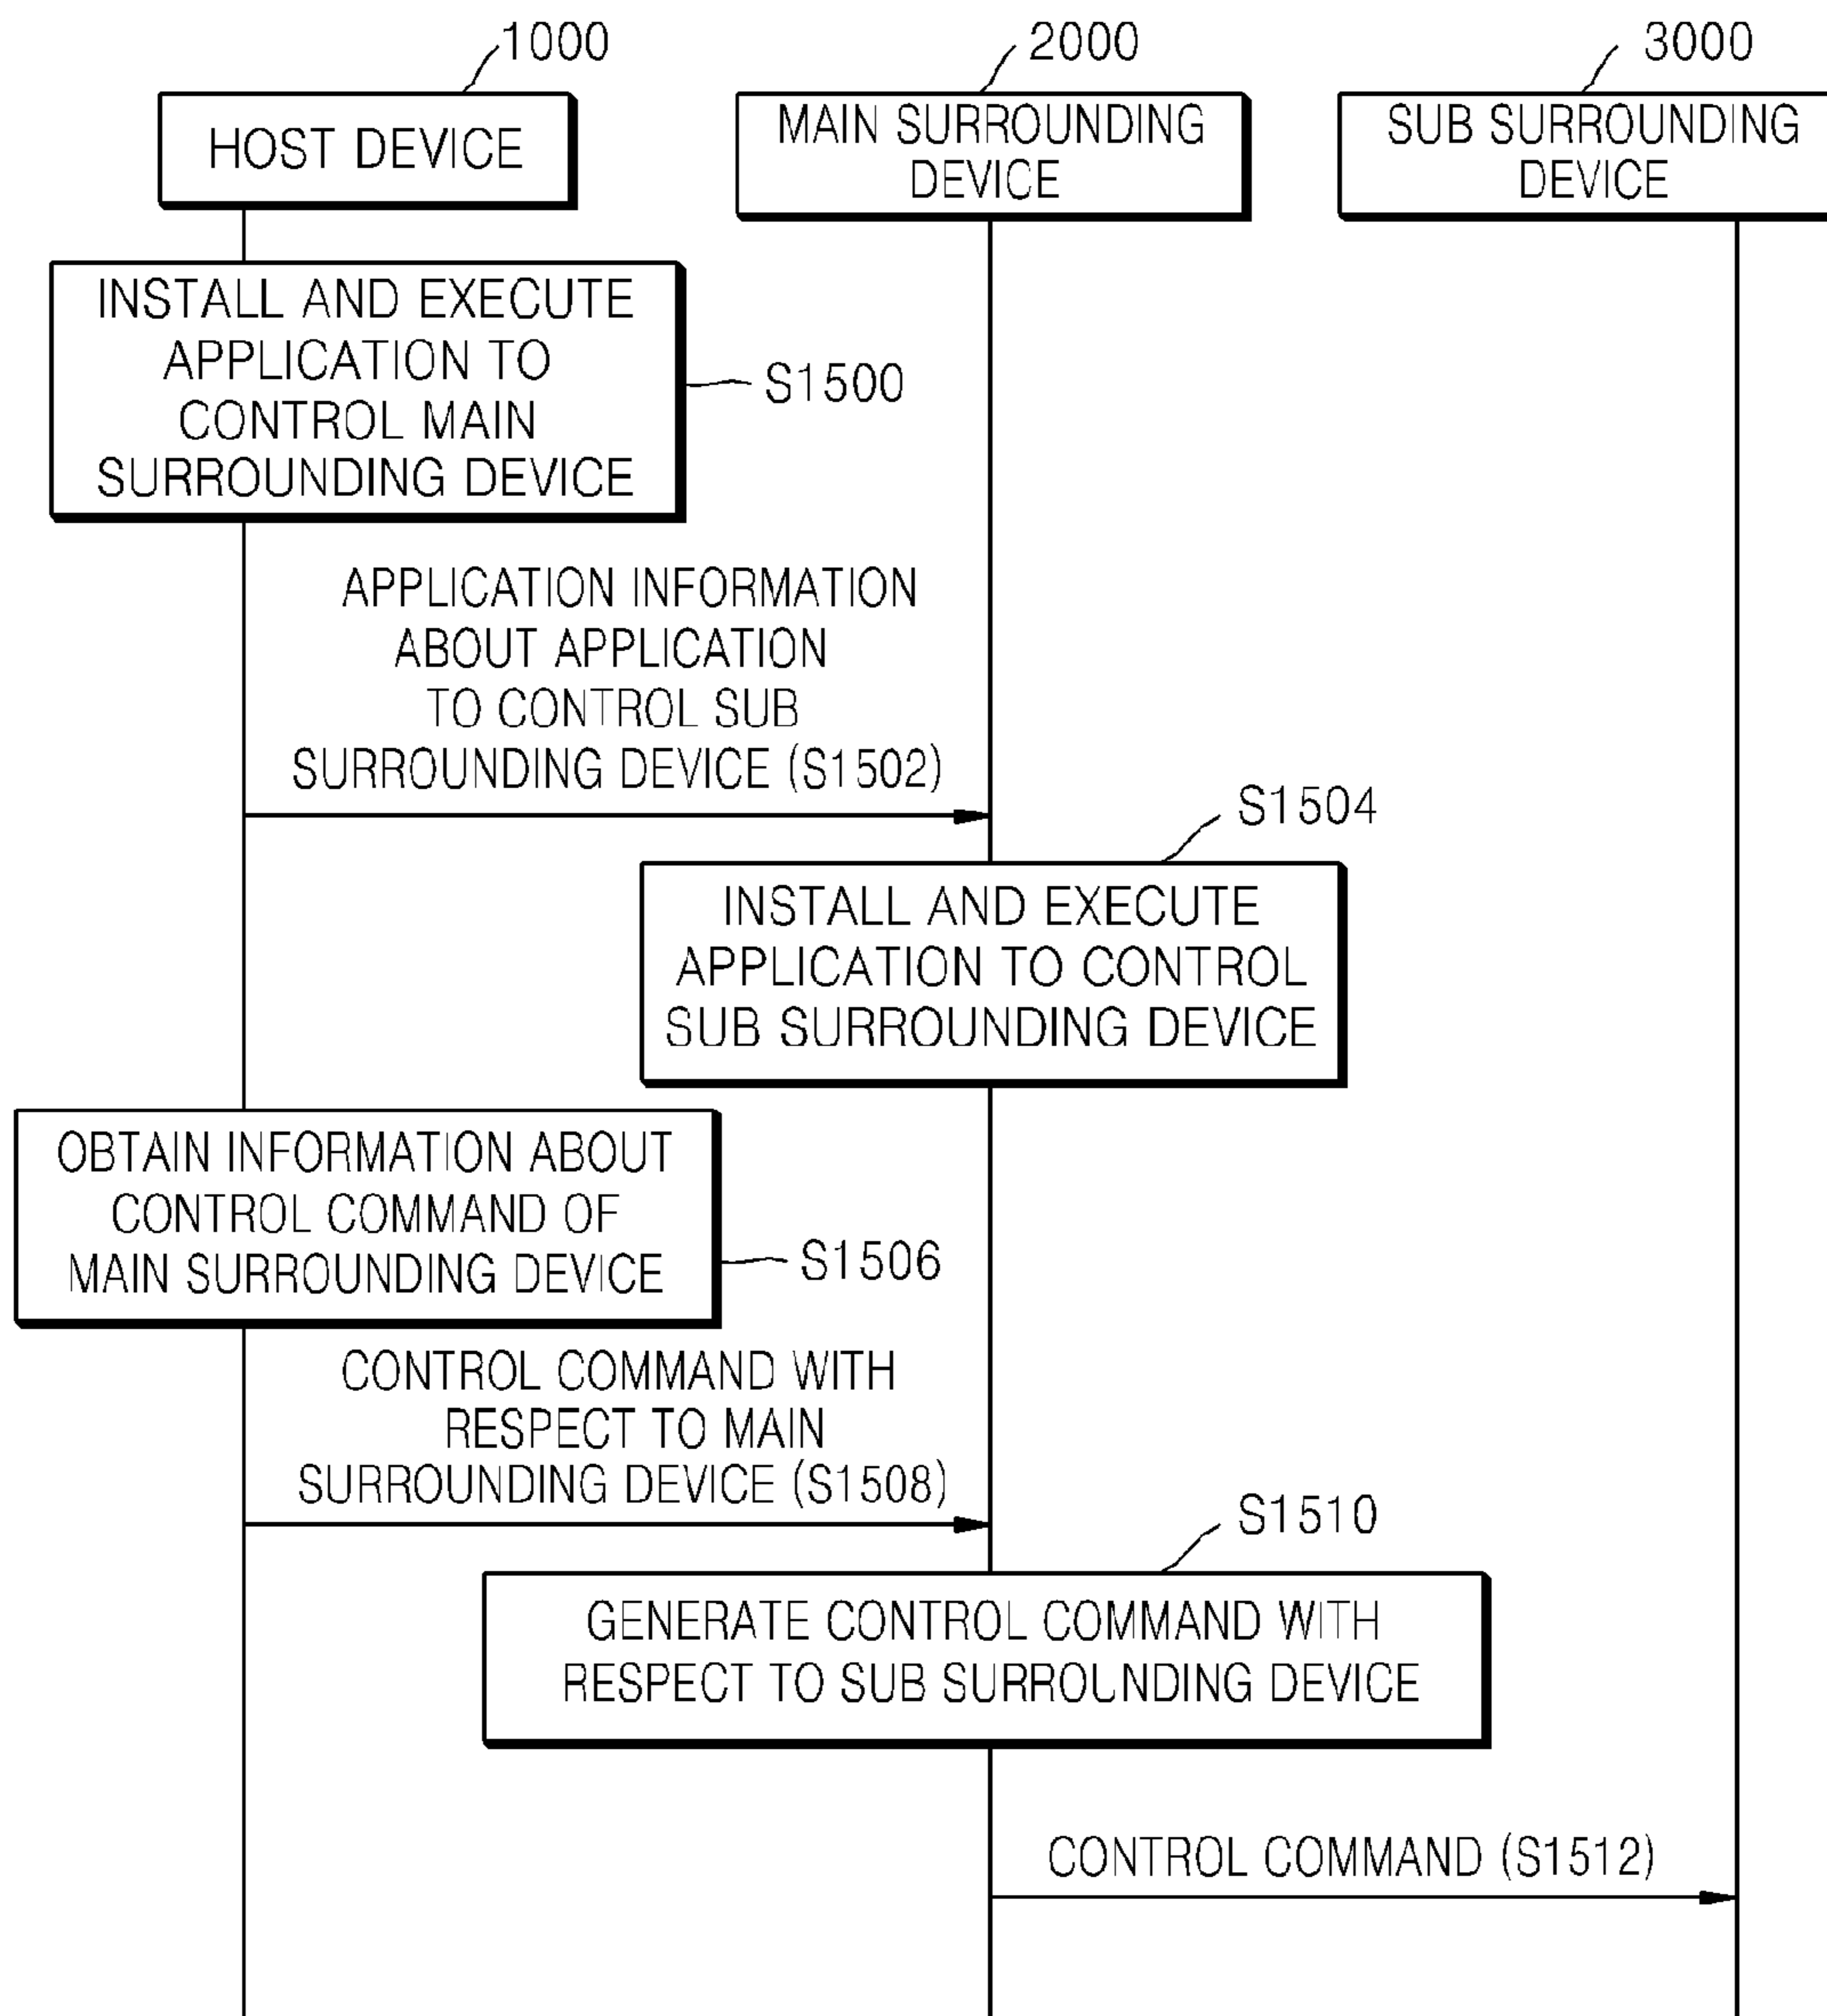 1000
2000
3000
HOST DEVICE
MAIN SURROUNDING
DEVICE
SUB SURROUNDING
DEVICE
INSTALL AND EXECUTE
APPLICATION TO
CONTROL MAIN
SURROUNDING DEVICE
S1500
APPLICATION INFORMATION
ABOUT APPLICATION
TO CONTROL SUB
SURROUNDING DEVICE (S1502)
S1504
INSTALL AND EXECUTE
APPLICATION TO CONTROL
SUB SURROUNDING DEVICE
OBTAIN INFORMATION ABOUT
CONTROL COMMAND OF
MAIN SURROUNDING DEVICE
S1506
CONTROL COMMAND WITH
RESPECT TO MAIN
SURROUNDING DEVICE (S1508)
S1510
GENERATE CONTROL COMMAND WITH
RESPECT TO SUB SURROUNDING DEVICE
CONTROL COMMAND (S1512)